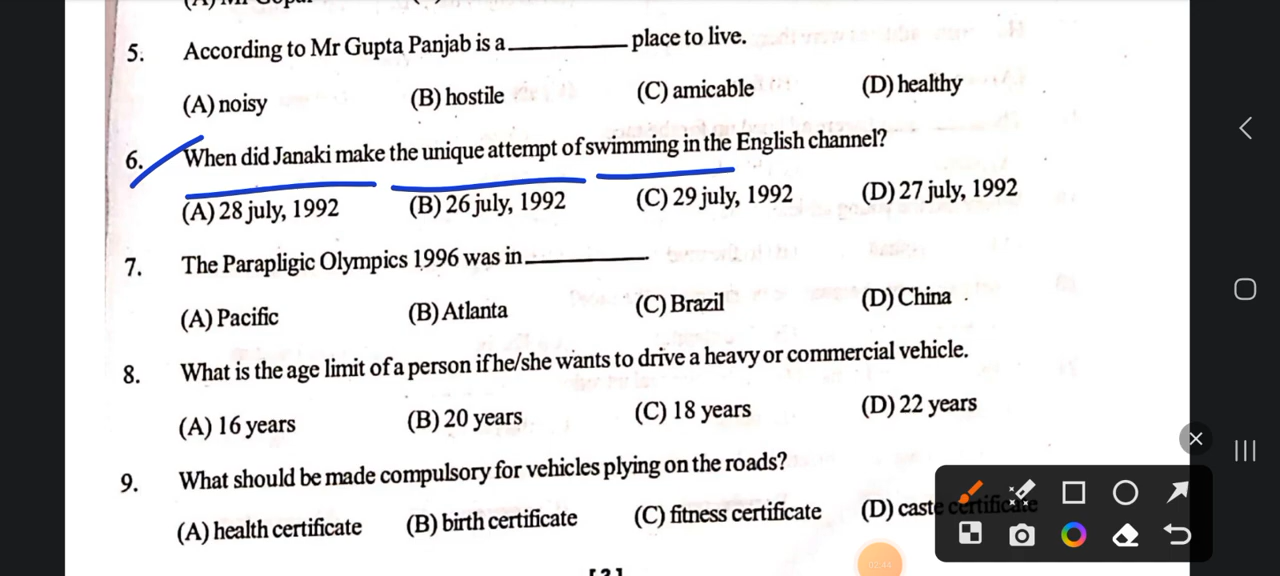 5. According to Mr Gupta Panjab is a__________ place to live.
(A) noisy (B) hostile (C) amicable (D) healthy
6. When did Janaki make the unique attempt of swimming in the English channel?
(A) 28 july, 1992 (B) 26 july, 1992 (C) 29 july, 1992 (D) 27 july, 1992
7. The Parapligic Olympics 1996 was in__________.
(A) Pacific (B) Atlanta (C) Brazil (D) China .
8. What is the age limit of a person if he/she wants to drive a heavy or commercial vehicle.
(A) 16 years (B) 20 years (C) 18 years (D) 22 years
9. What should be made compulsory for vehicles plying on the roads?
(A) health certificate (B) birth certificate (C) fitness certificate (D) caste certificate
02:44